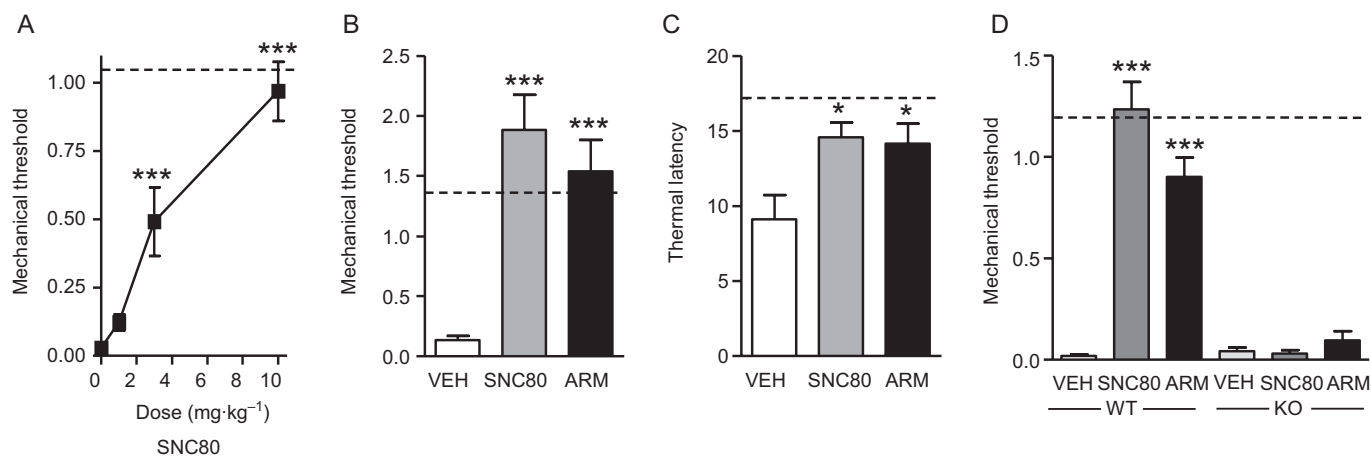 A
Mechanical threshold
1.00
0.75
0.50
0.25
0.00
***
***
0 2 4 6 8 10
Dose (mg·kg⁻¹)
SNC80
B
Mechanical threshold
2.5
2.0
1.5
1.0
0.5
0.0
***
***
VEH SNC80 ARM
C
Thermal latency
20
15
10
5
0
*
*
VEH SNC80 ARM
D
Mechanical threshold
1.5
1.0
0.5
0.0
***
***
VEH SNC80 ARM VEH SNC80 ARM
WT KO